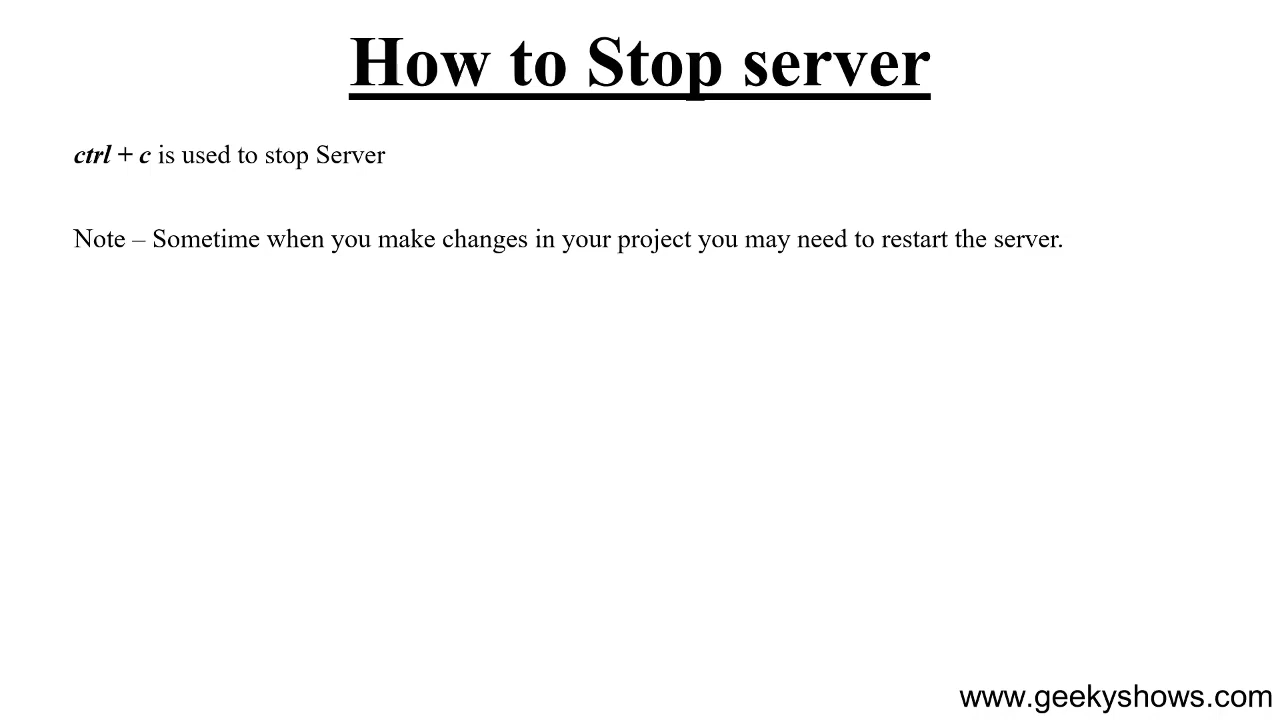 How to Stop server
ctrl + c is used to stop Server
Note – Sometime when you make changes in your project you may need to restart the server.
www.geekyshows.com